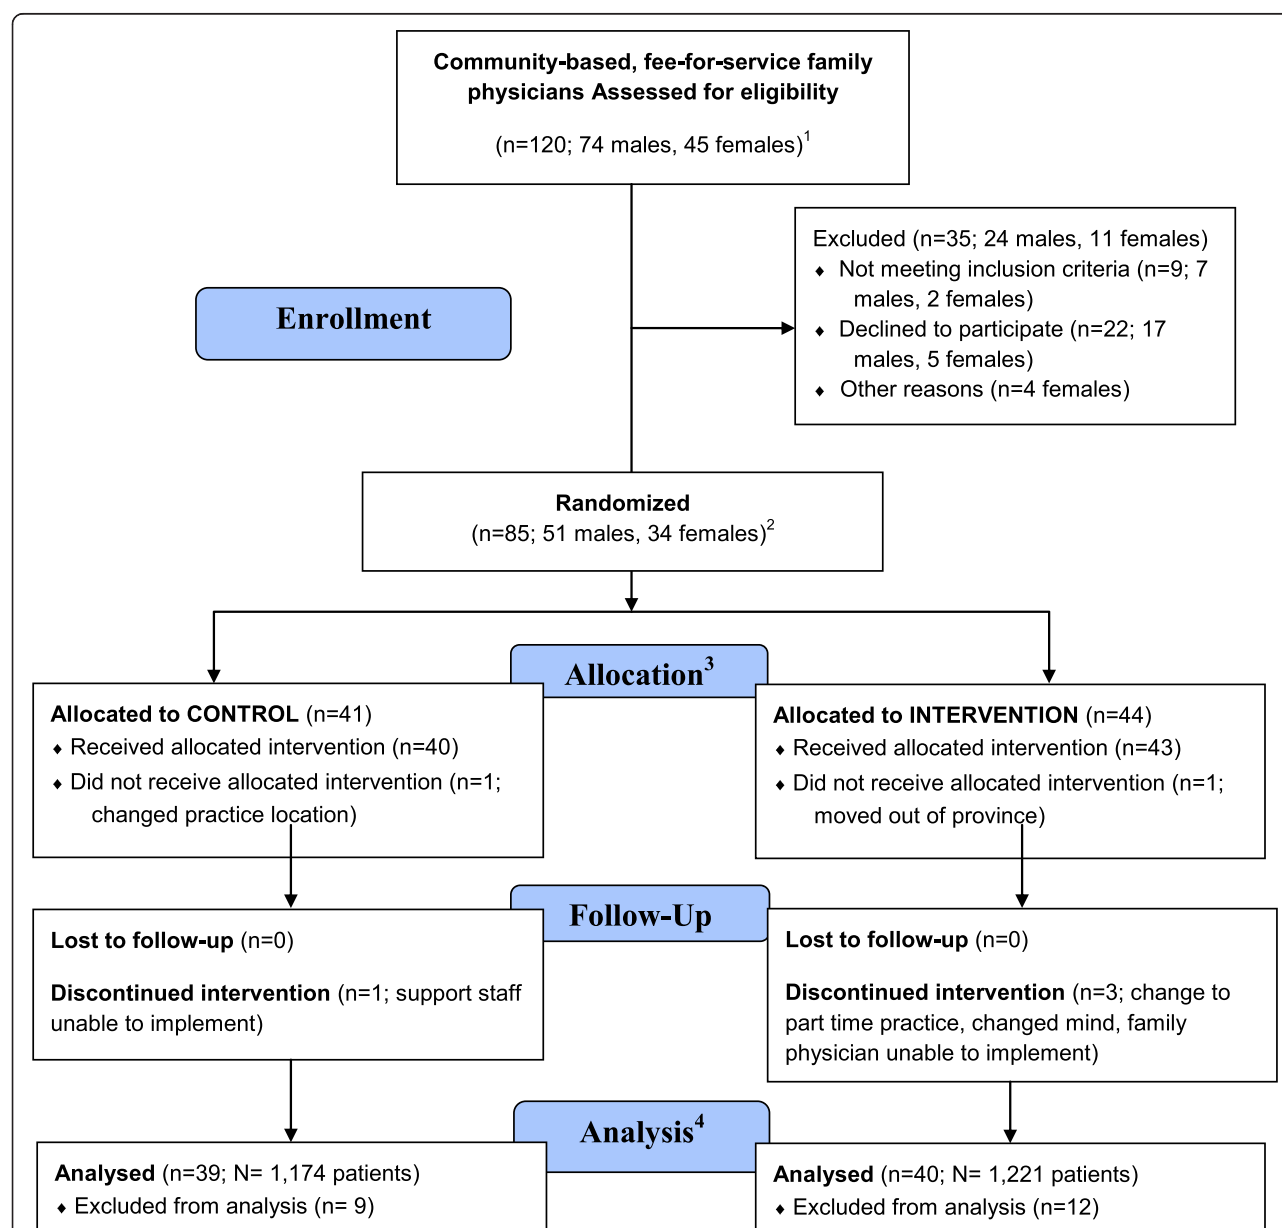 Community-based, fee-for-service family
physicians Assessed for eligibility
(n=120; 74 males, 45 females)1
Excluded (n=35; 24 males, 11 females)
♦ Not meeting inclusion criteria (n=9; 7
males, 2 females)
♦ Declined to participate (n=22; 17
males, 5 females)
♦ Other reasons (n=4 females)
Enrollment
Randomized
(n=85; 51 males, 34 females)2
Allocation3
Allocated to CONTROL (n=41)
♦ Received allocated intervention (n=40)
♦ Did not receive allocated intervention (n=1;
changed practice location)
Allocated to INTERVENTION (n=44)
♦ Received allocated intervention (n=43)
♦ Did not receive allocated intervention (n=1;
moved out of province)
Follow-Up
Lost to follow-up (n=0)
Discontinued intervention (n=1; support staff
unable to implement)
Lost to follow-up (n=0)
Discontinued intervention (n=3; change to
part time practice, changed mind, family
physician unable to implement)
Analysis4
Analysed (n=39; N= 1,174 patients)
♦ Excluded from analysis (n= 9)
Analysed (n=40; N= 1,221 patients)
♦ Excluded from analysis (n=12)